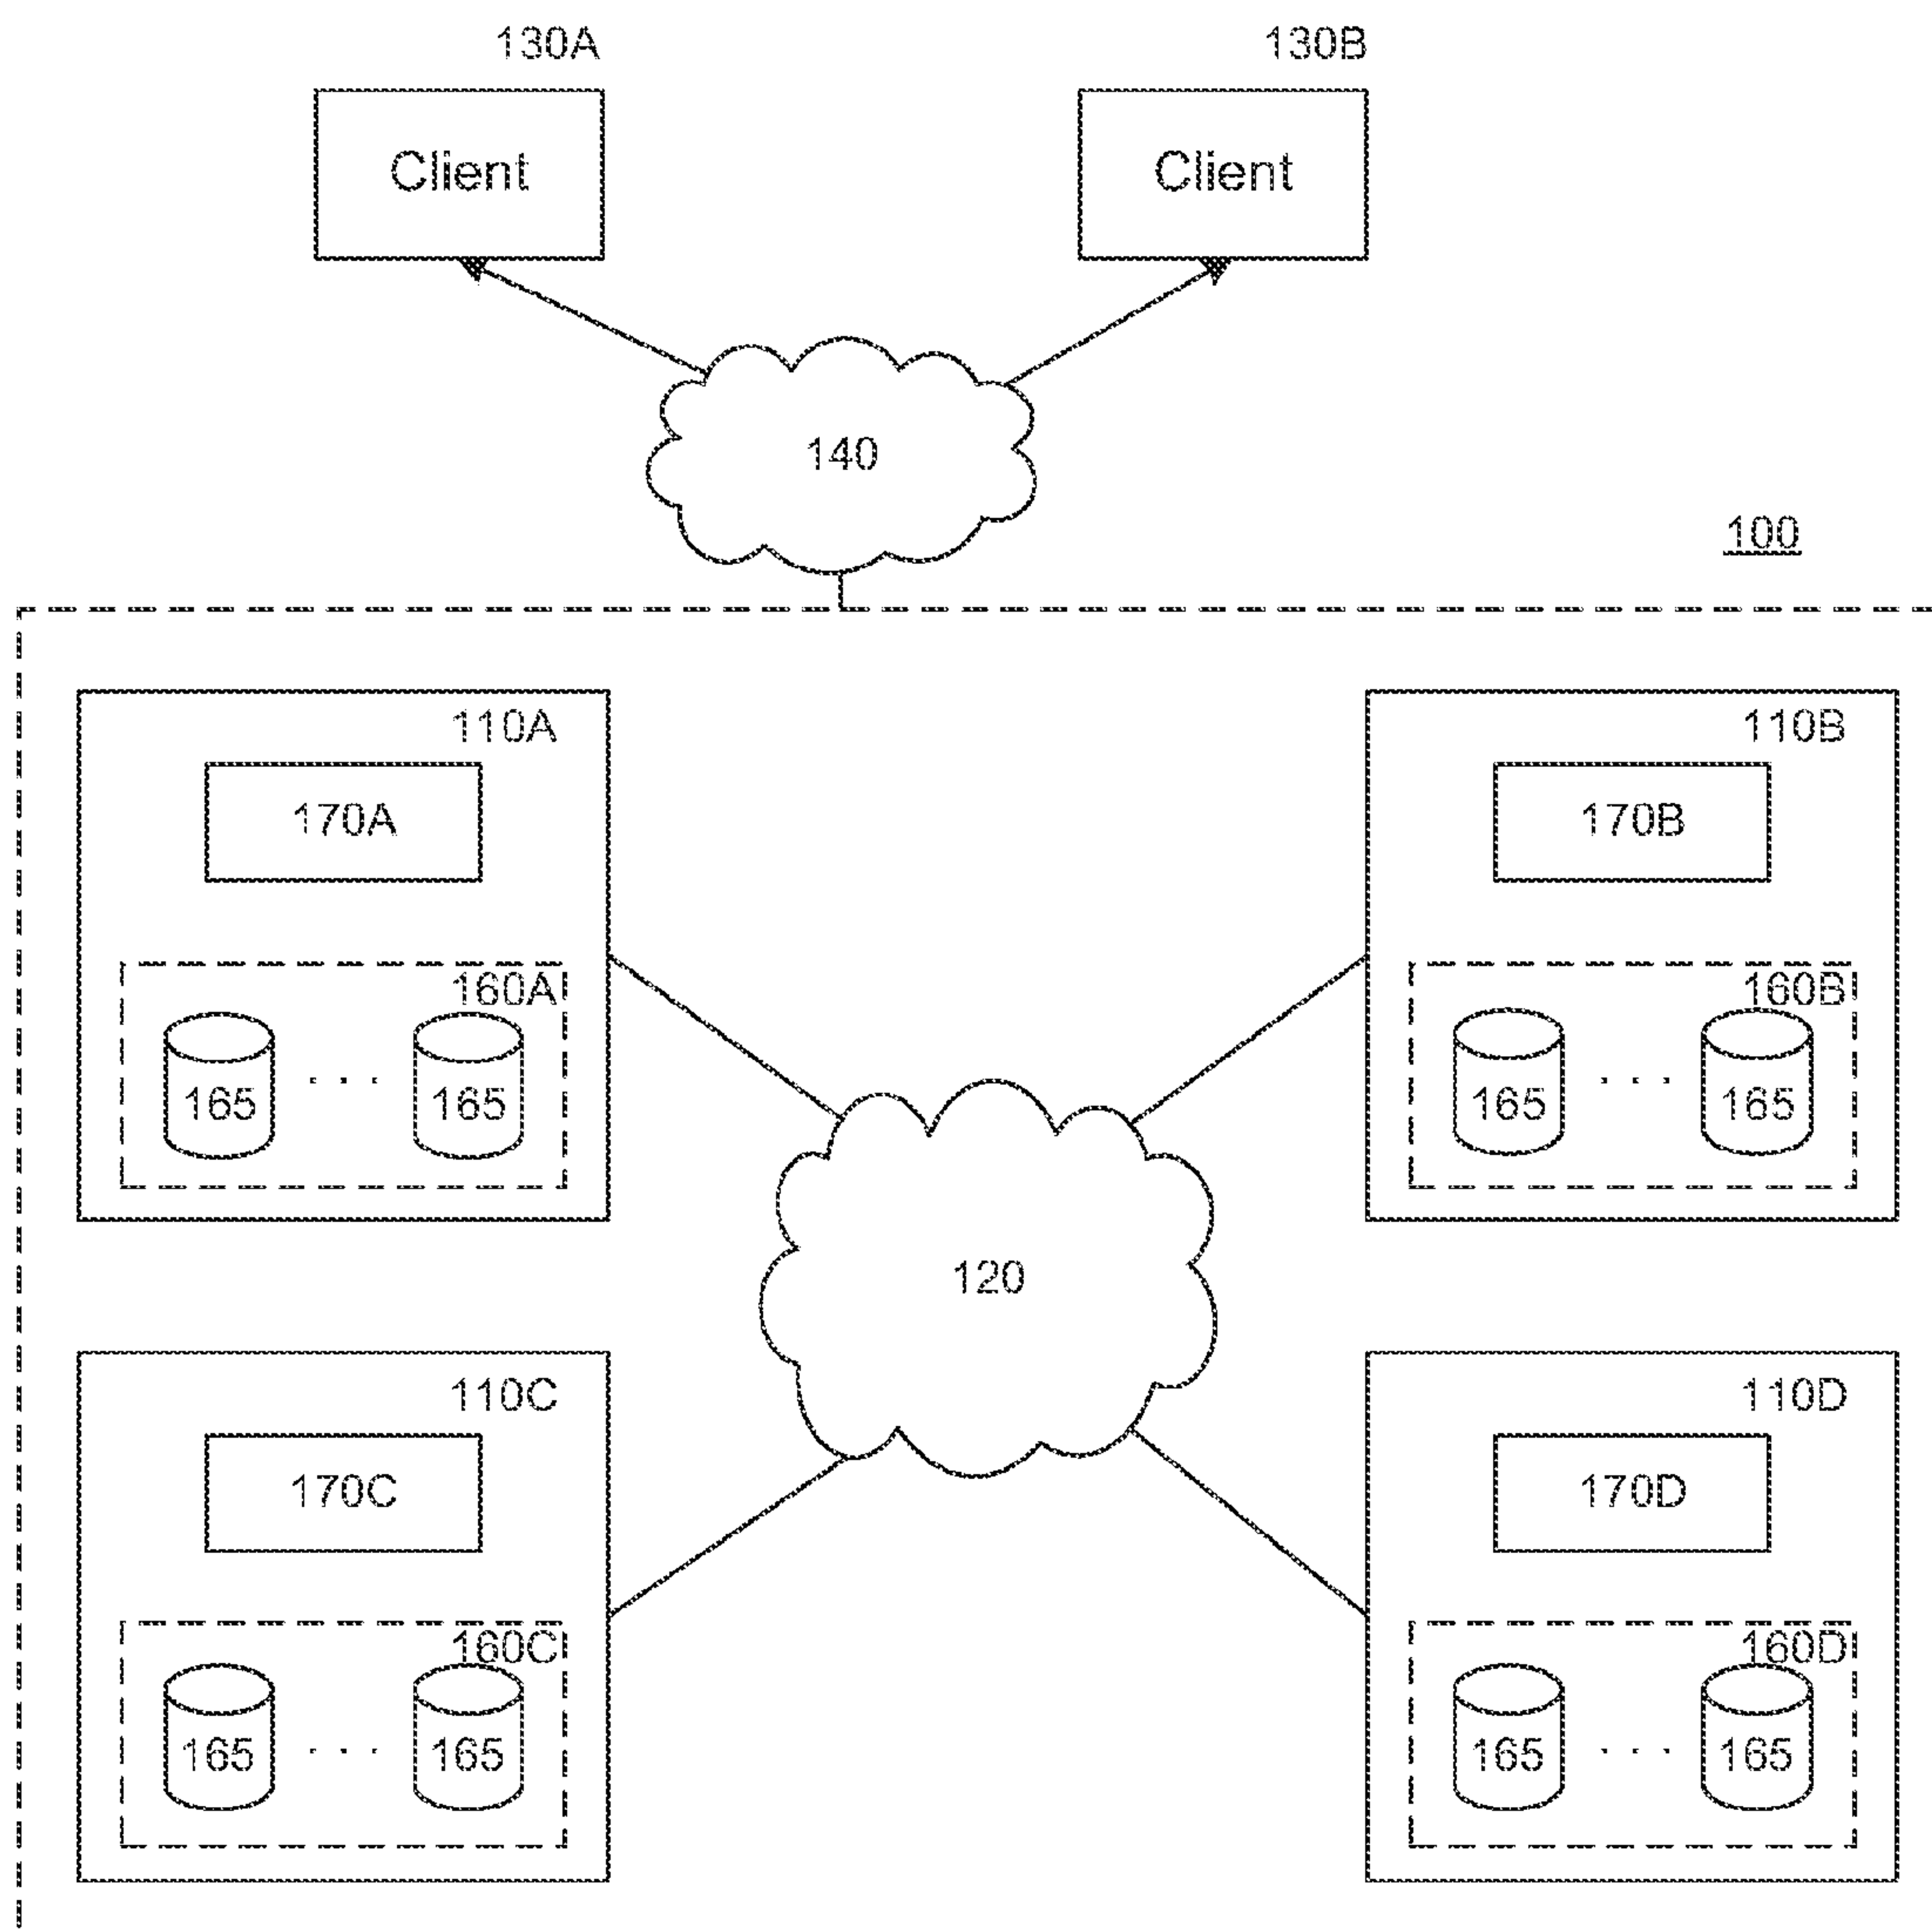 130A 130B
Client Client
140
100
110A 110B
170A 170B
160A 160B
165 . . . 165 165 . . . 165
120
110C 110D
170C 170D
160C 160D
165 . . . 165 165 . . . 165